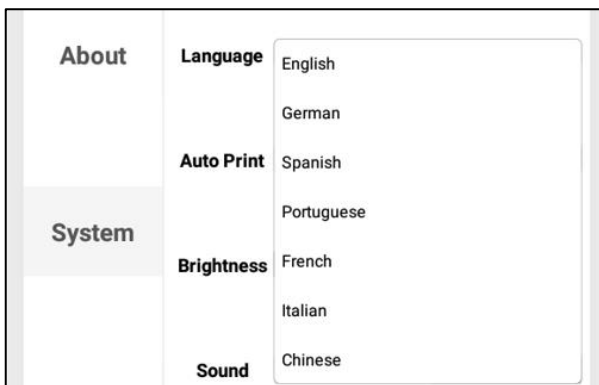 About
System
Language
Auto Print
Brightness
Sound
English
German
Spanish
Portuguese
French
Italian
Chinese